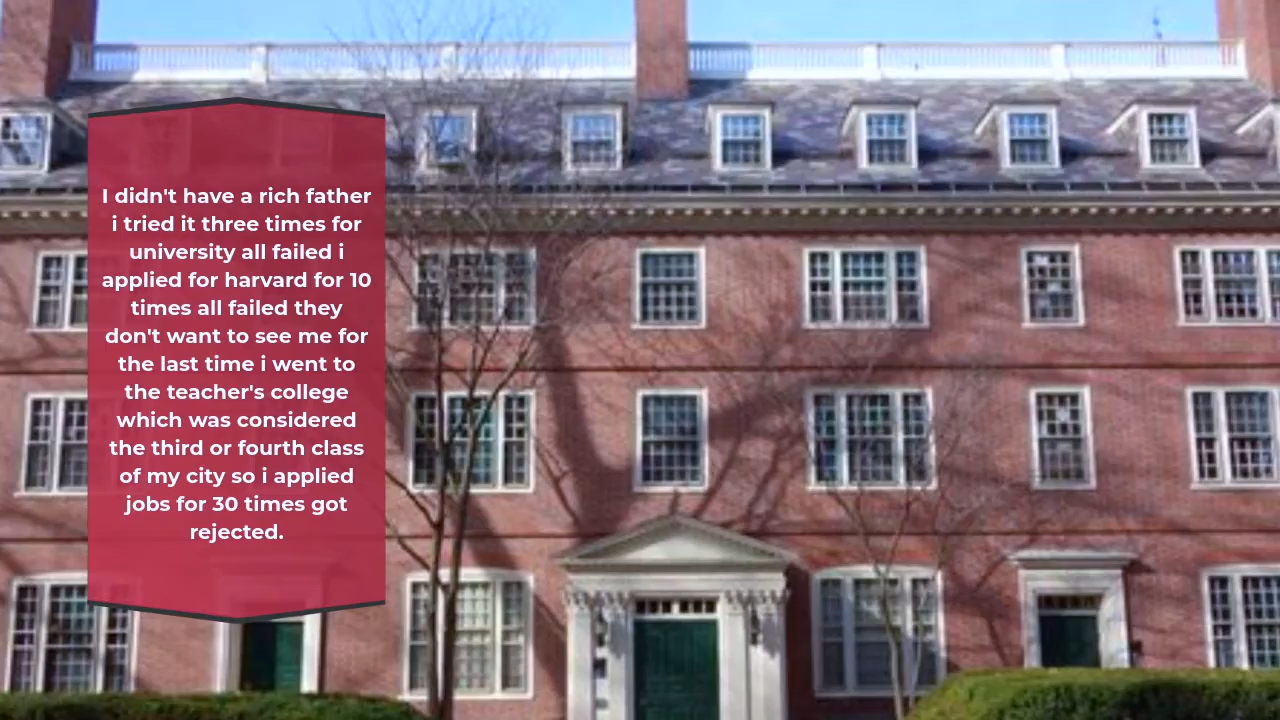 I didn't have a rich father
i tried it three times for
university all failed i
applied for harvard for 10
times all failed they
don't want to see me for
the last time i went to
the teacher's college
which was considered
the third or fourth class
of my city so i applied
jobs for 30 times got
rejected.